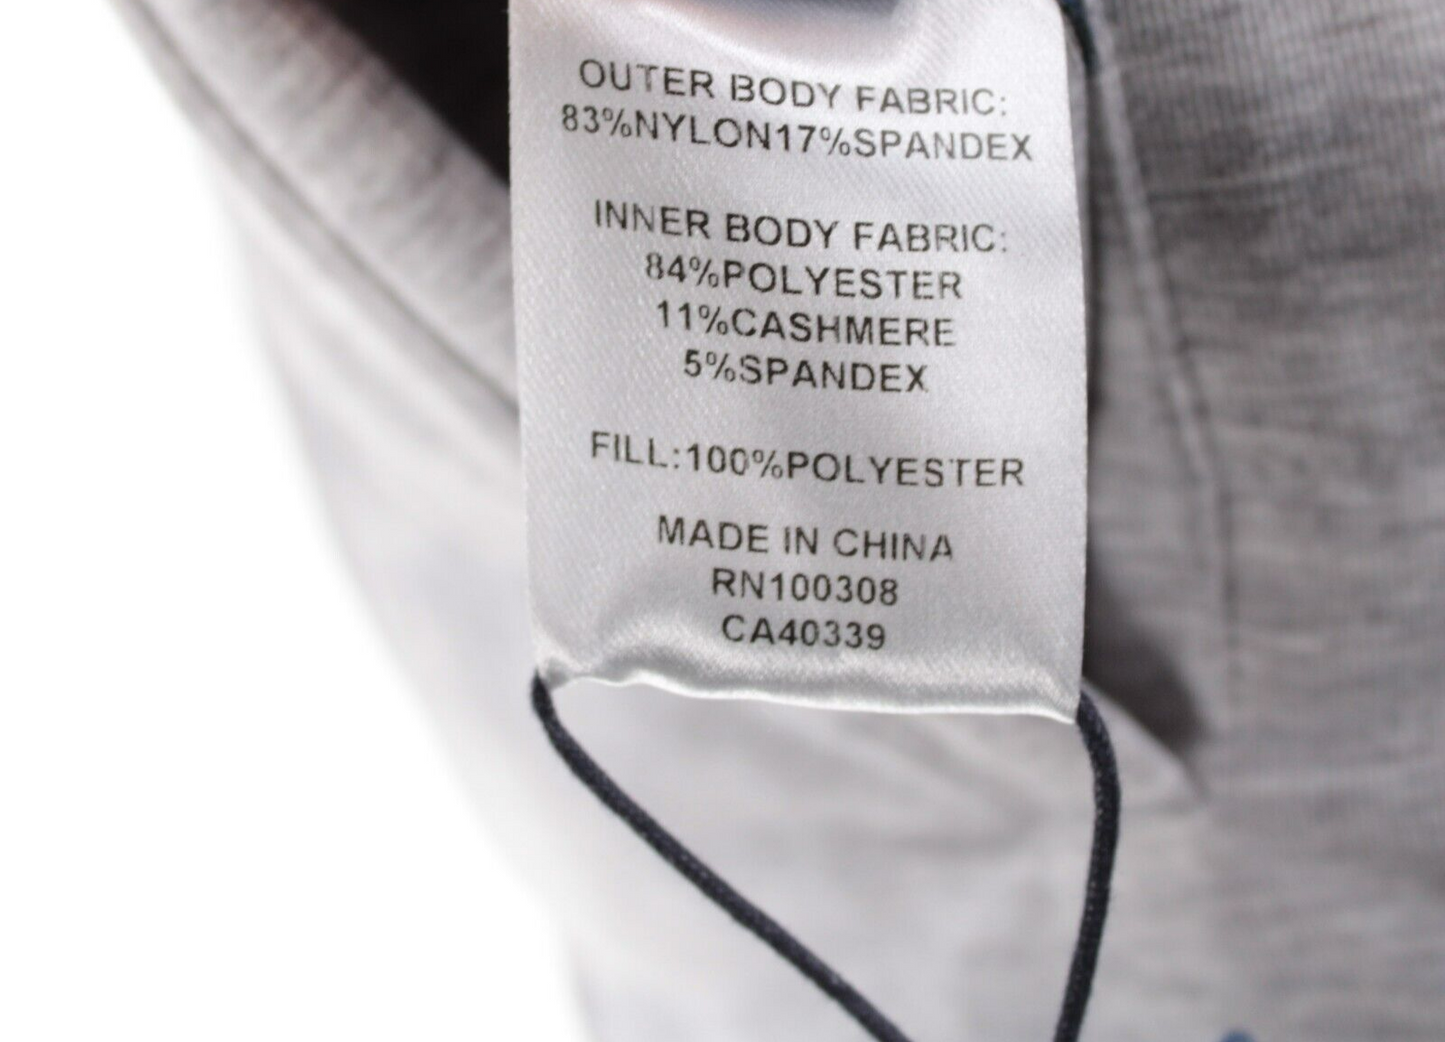 OUTER BODY FABRIC:
83%NYLON17%SPANDEX
INNER BODY FABRIC:
84%POLYESTER
11%CASHMERE
5%SPANDEX
FILL:100%POLYESTER
MADE IN CHINA
RN100308
CA40339